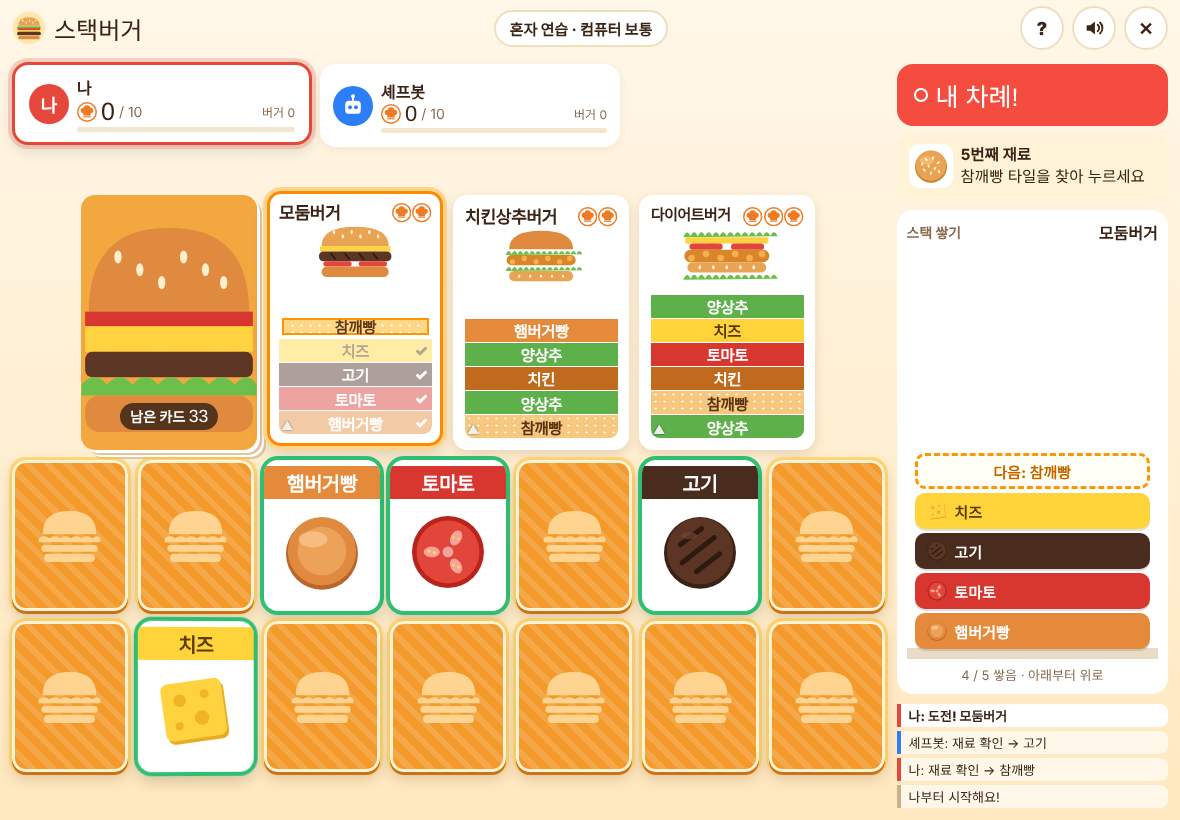 스택버거
혼자 연습 · 컴퓨터 보통
?
나
나
0 / 10
버거 0
셰프봇
0 / 10
버거 0
내 차례!
5번째 재료
참깨빵 타일을 찾아 누르세요
남은 카드 33
모둠버거
참깨빵
치즈
고기
토마토
햄버거빵
치킨상추버거
햄버거빵
양상추
치킨
양상추
참깨빵
다이어트버거
양상추
치즈
토마토
치킨
참깨빵
양상추
햄버거빵
토마토
고기
치즈
스택 쌓기
모둠버거
다음: 참깨빵
치즈
고기
토마토
햄버거빵
4 / 5 쌓음 · 아래부터 위로
나: 도전! 모둠버거
셰프봇: 재료 확인 → 고기
나: 재료 확인 → 참깨빵
나부터 시작해요!